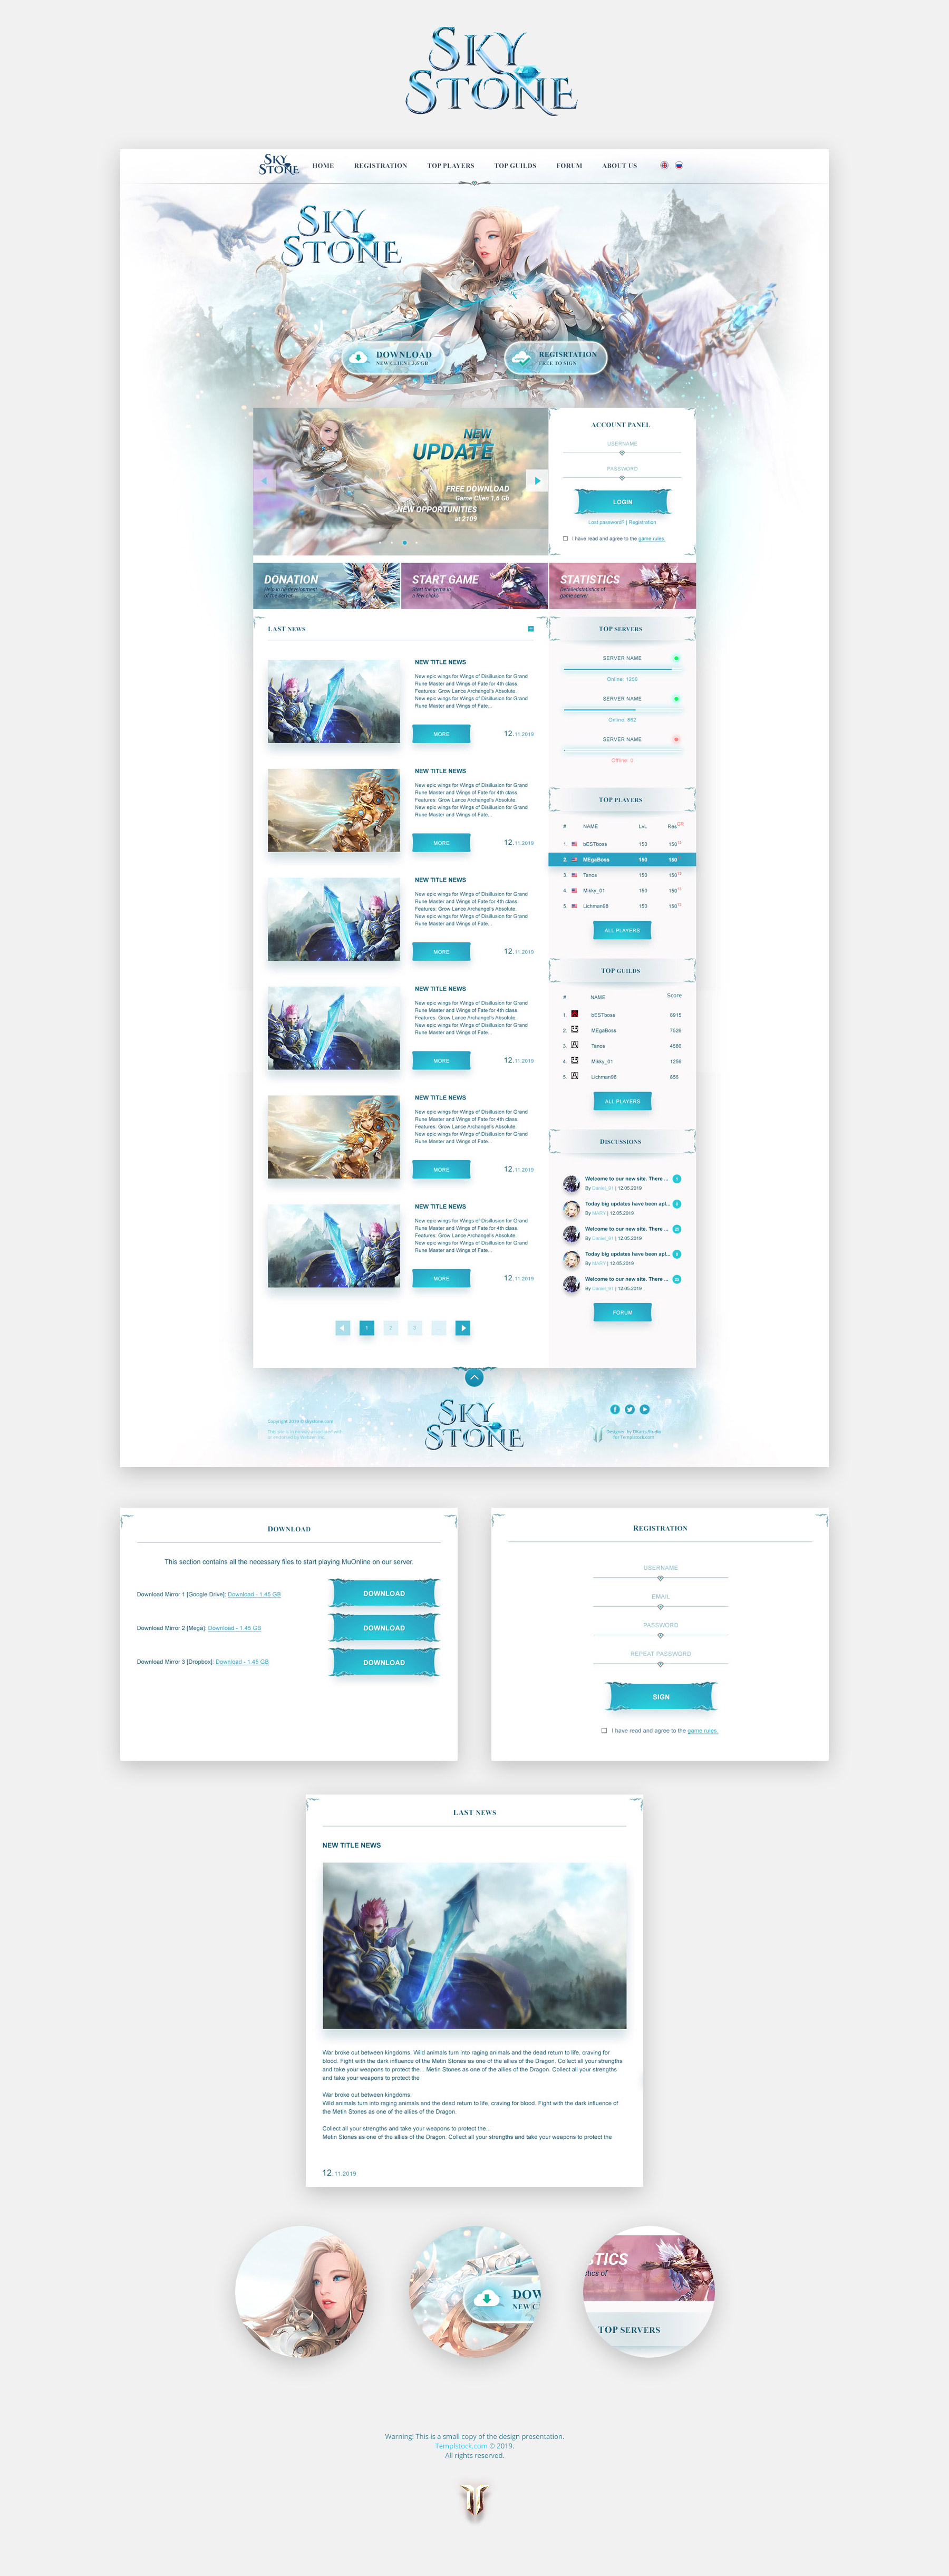 SKY
STONE
SKY
STONE
HOME REGISTRATION TOP PLAYERS TOP GUILDS FORUM ABOUT US
SKY
STONE
DOWNLOAD
NEW CLIENT 3,6 GB
REGISRTATION
FREE TO SIGN
NEW
UPDATE
FREE DOWNLOAD
Game Clien 1,6 Gb
NEW OPPORTUNITIES
at 2109
ACCOUNT PANEL
USERNAME
PASSWORD
LOGIN
Lost password? | Registration
I have read and agree to the game rules.
DONATION
START GAME
Start the game in
a few clicks
STATISTICS
game server
LAST NEWS
NEW TITLE NEWS
New epic wings for Wings of Disillusion for Grand
Rune Master and Wings of Fate for 4th class.
Features: Grow Lance Archangel's Absolute.
New epic wings for Wings of Disillusion for Grand
Rune Master and Wings of Fate...
MORE 12.11.2019
NEW TITLE NEWS
New epic wings for Wings of Disillusion for Grand
Rune Master and Wings of Fate for 4th class.
Features: Grow Lance Archangel's Absolute.
New epic wings for Wings of Disillusion for Grand
Rune Master and Wings of Fate...
MORE 12.11.2019
NEW TITLE NEWS
New epic wings for Wings of Disillusion for Grand
Rune Master and Wings of Fate for 4th class.
Features: Grow Lance Archangel's Absolute.
New epic wings for Wings of Disillusion for Grand
Rune Master and Wings of Fate...
MORE 12.11.2019
NEW TITLE NEWS
New epic wings for Wings of Disillusion for Grand
Rune Master and Wings of Fate for 4th class.
Features: Grow Lance Archangel's Absolute.
New epic wings for Wings of Disillusion for Grand
Rune Master and Wings of Fate...
MORE 12.11.2019
NEW TITLE NEWS
New epic wings for Wings of Disillusion for Grand
Rune Master and Wings of Fate for 4th class.
Features: Grow Lance Archangel's Absolute.
New epic wings for Wings of Disillusion for Grand
Rune Master and Wings of Fate...
MORE 12.11.2019
NEW TITLE NEWS
New epic wings for Wings of Disillusion for Grand
Rune Master and Wings of Fate for 4th class.
Features: Grow Lance Archangel's Absolute.
New epic wings for Wings of Disillusion for Grand
Rune Master and Wings of Fate...
MORE 12.11.2019
1 2 3 ...
TOP SERVERS
SERVER NAME
Online: 1256
SERVER NAME
Online: 862
SERVER NAME
Offline: 0
TOP PLAYERS
# NAME LvL Res GR
1. bESTboss 150 150 13
2. MEgaBoss 150 150
3. Tanos 150 150 13
4. Mikky_01 150 150 13
5. Lichman98 150 150 13
ALL PLAYERS
TOP GUILDS
# NAME Score
1. bESTboss 8915
2. MEgaBoss 7526
3. Tanos 4586
4. Mikky_01 1256
5. Lichman98 856
ALL PLAYERS
DISCUSSIONS
Welcome to our new site. There ...
By Daniel_91 | 12.05.2019
Today big updates have been apl...
By MARY | 12.05.2019
Welcome to our new site. There ...
By Daniel_91 | 12.05.2019
Today big updates have been apl...
By MARY | 12.05.2019
Welcome to our new site. There ...
By Daniel_91 | 12.05.2019
FORUM
Copyright 2019 © skystone.com
SKY
STONE
Designed by DKarts Studio
for Templstock.com
DOWNLOAD
This section contains all the necessary files to start playing MuOnline on our server.
Download Mirror 1 [Google Drive]: Download - 1.45 GB DOWNLOAD
Download Mirror 2 [Mega]: Download - 1.45 GB DOWNLOAD
Download Mirror 3 [Dropbox]: Download - 1.45 GB DOWNLOAD
REGISTRATION
USERNAME
EMAIL
PASSWORD
REPEAT PASSWORD
SIGN
I have read and agree to the game rules.
LAST NEWS
NEW TITLE NEWS
War broke out between kingdoms. Wild animals turn into raging animals and the dead return to life, craving for
blood. Fight with the dark influence of the Metin Stones as one of the allies of the Dragon. Collect all your strengths
and take your weapons to protect the... Metin Stones as one of the allies of the Dragon. Collect all your strengths
and take your weapons to protect the
War broke out between kingdoms.
Wild animals turn into raging animals and the dead return to life, craving for blood. Fight with the dark influence of
the Metin Stones as one of the allies of the Dragon.
Collect all your strengths and take your weapons to protect the...
Metin Stones as one of the allies of the Dragon. Collect all your strengths and take your weapons to protect the
12.11.2019
DOW
NEW C
STICS
tics of
TOP SERVERS
Warning! This is a small copy of the design presentation.
Templstock.com © 2019.
All rights reserved.